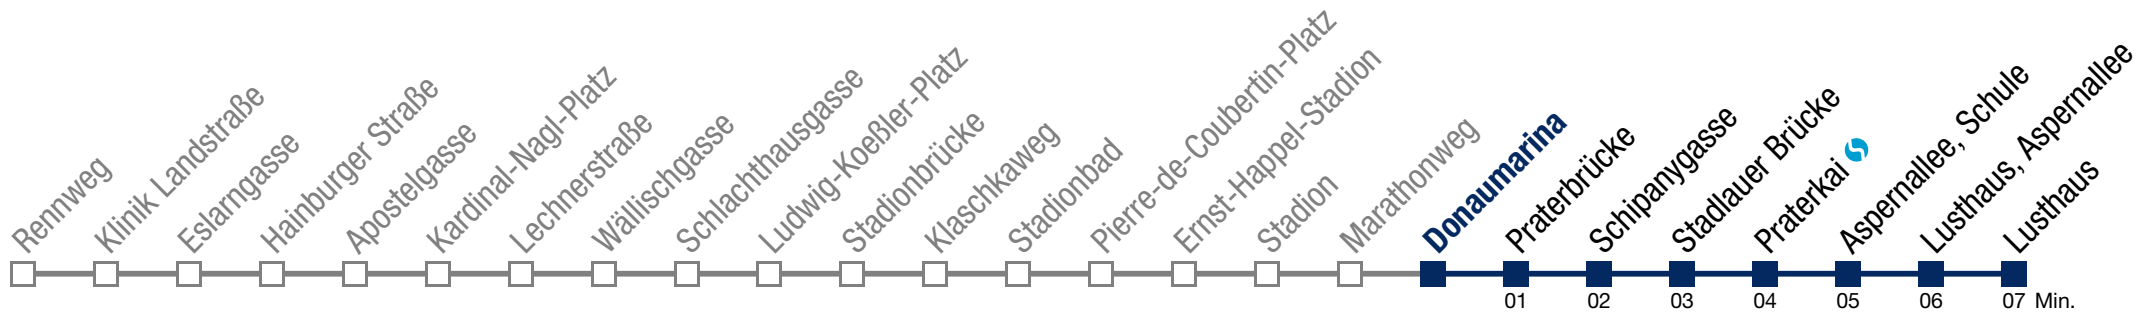 Rennweg
Klinik Landstraße
Eslarngasse
Hainburger Straße
Apostelgasse
Kardinal-Nagl-Platz
Lechnerstraße
Wällischgasse
Schlachthausgasse
Ludwig-Koeßler-Platz
Stadionbrücke
Klaschkaweg
Stadionbad
Pierre-de-Coubertin-Platz
Ernst-Happel-Stadion
Stadion
Marathonweg
Donaumarina
Praterbrücke
Schipanygasse
Stadlauer Brücke
Praterkai
Aspernallee, Schule
Lusthaus, Aspernallee
Lusthaus
01 02 03 04 05 06 07 Min.